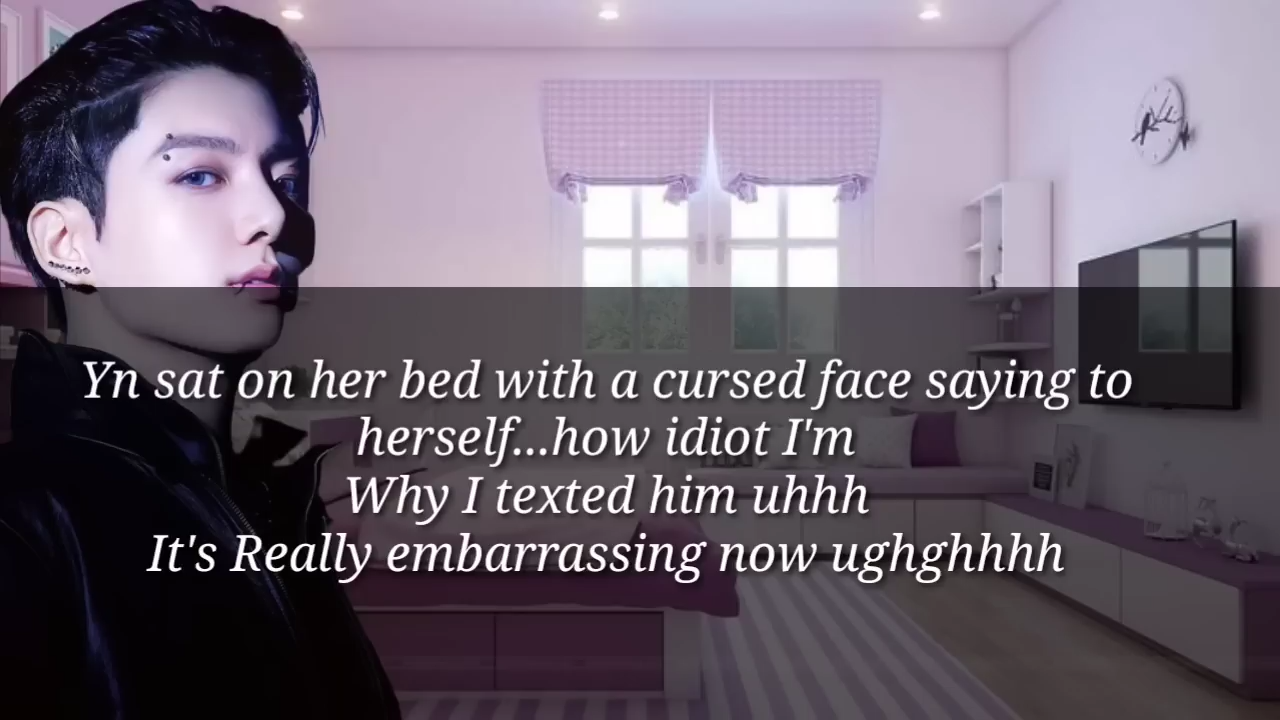 Yn sat on her bed with a cursed face saying to
herself...how idiot I'm
Why I texted him uhhh
It's Really embarrassing now ughghhhh